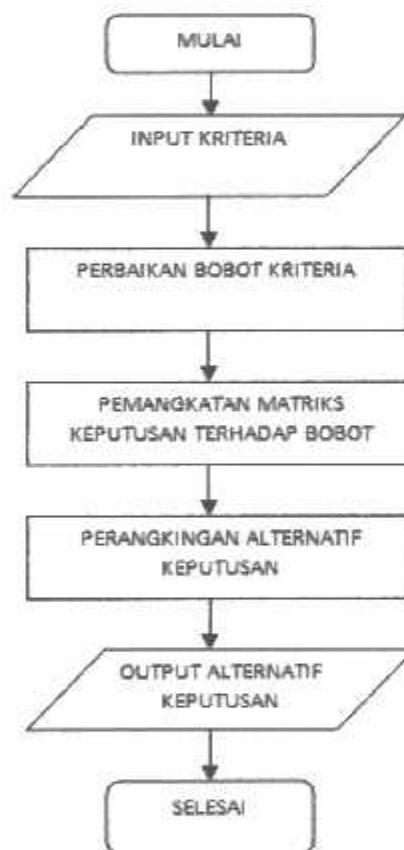 MULAI
INPUT KRITERIA
PERBAIKAN BOBOT KRITERIA
PEMANGKATAN MATRIKS
KEPUTUSAN TERHADAP BOBOT
PERANGKINGAN ALTERNATIF
KEPUTUSAN
OUTPUT ALTERNATIF
KEPUTUSAN
SELESAI